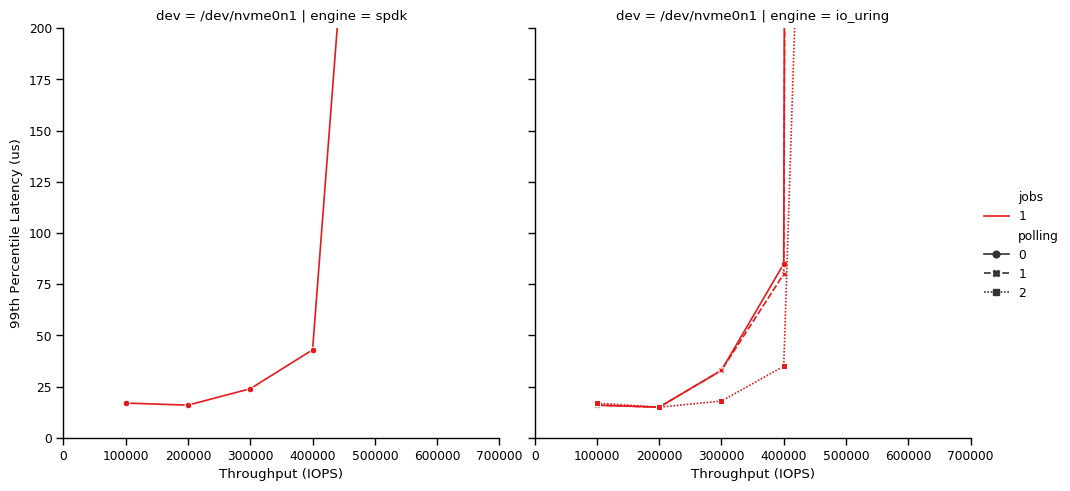 dev = /dev/nvme0n1 | engine = spdk
dev = /dev/nvme0n1 | engine = io_uring
200
175
150
125
100
75
50
25
0
99th Percentile Latency (us)
0 100000 200000 300000 400000 500000 600000 700000
Throughput (IOPS)
0 100000 200000 300000 400000 500000 600000 700000
Throughput (IOPS)
jobs
1
polling
0
1
2